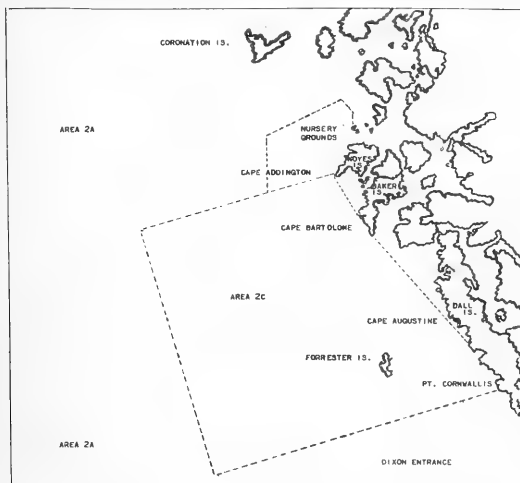 CORONATION IS.
AREA 2A
NURSERY
GROUNDS
NOYES
IS.
CAPE ADDINGTON
BAKER
IS.
CAPE BARTOLOME
AREA 2C
DALL
IS.
CAPE AUGUSTINE
FORRESTER IS.
PT. CORNWALLIS
AREA 2A
DIXON ENTRANCE